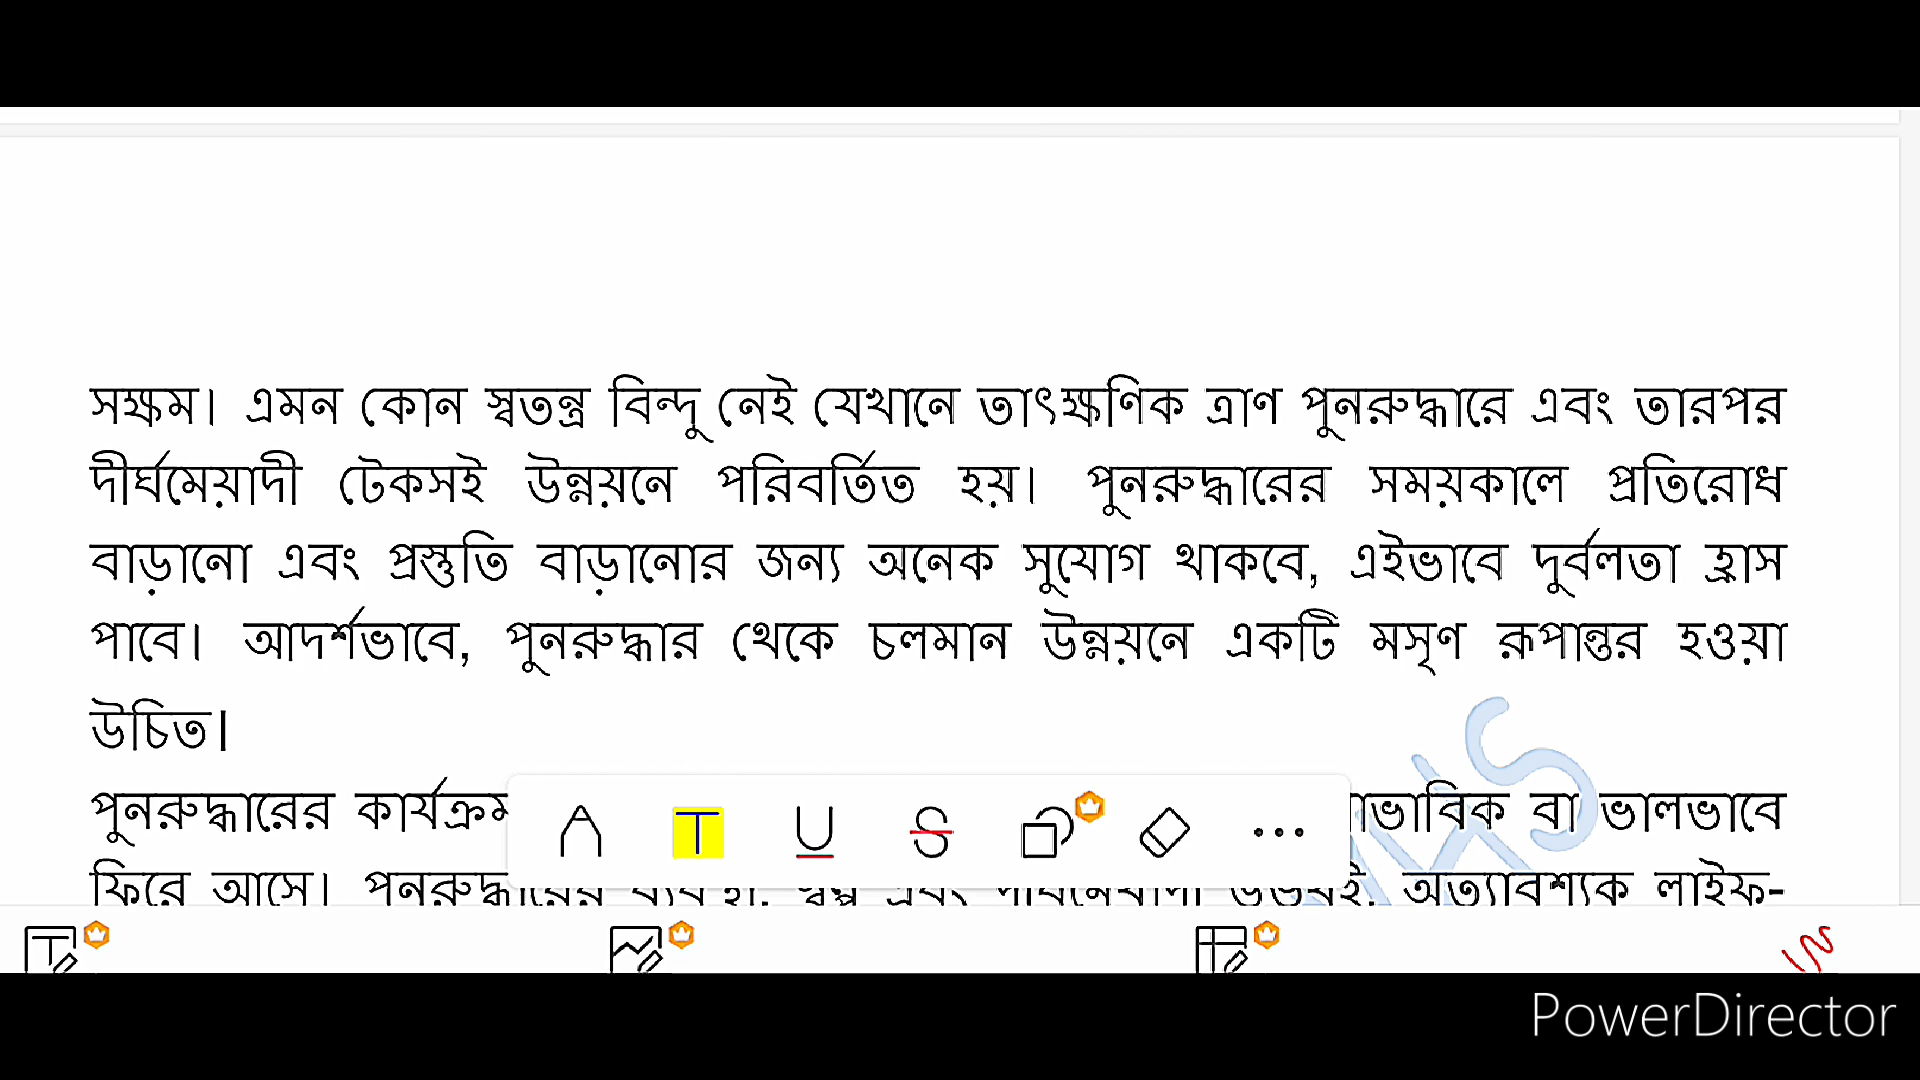 সক্ষম। এমন কোন স্বতন্ত্র বিন্দু নেই যেখানে তাৎক্ষণিক ত্রাণ পুনরুদ্ধারে এবং তারপর
দীর্ঘমেয়াদী টেকসই উন্নয়নে পরিবর্তিত হয়। পুনরুদ্ধারের সময়কালে প্রতিরোধ
বাড়ানো এবং প্রস্তুতি বাড়ানোর জন্য অনেক সুযোগ থাকবে, এইভাবে দুর্বলতা হ্রাস
পাবে। আদর্শভাবে, পুনরুদ্ধার থেকে চলমান উন্নয়নে একটি মসৃণ রূপান্তর হওয়া
উচিত।
পুনরুদ্ধারের বা ভালভাবে
ফিরে আসে। পুনরুদ্ধারের এবং অত্যাবশ্যক লাইফ-
PowerDirector